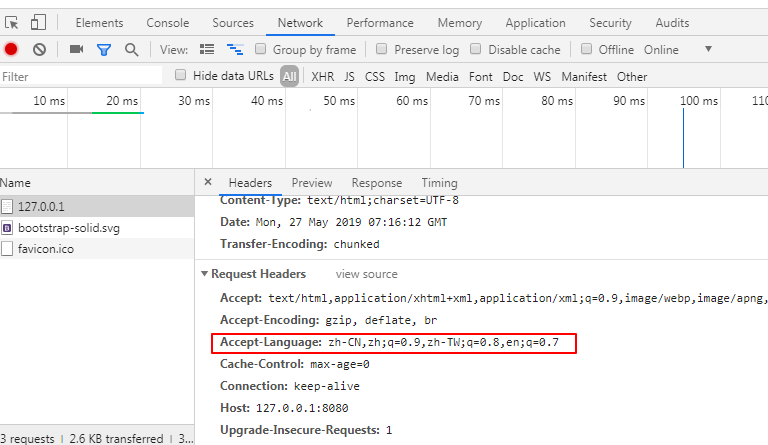 Elements Console Sources Network Performance Memory Application Security Audits
View: Group by frame Preserve log Disable cache Offline Online ▼
Filter Hide data URLs All XHR JS CSS Img Media Font Doc WS Manifest Other
10 ms 20 ms 30 ms 40 ms 50 ms 60 ms 70 ms 80 ms 90 ms 100 ms 110
Name × Headers Preview Response Timing
127.0.0.1
bootstrap-solid.svg
favicon.ico
Content-Type: text/html;charset=UTF-8
Date: Mon, 27 May 2019 07:16:12 GMT
Transfer-Encoding: chunked
▼ Request Headers view source
Accept: text/html,application/xhtml+xml,application/xml;q=0.9,image/webp,image/apng,
Accept-Encoding: gzip, deflate, br
Accept-Language: zh-CN,zh;q=0.9,zh-TW;q=0.8,en;q=0.7
Cache-Control: max-age=0
Connection: keep-alive
Host: 127.0.0.1:8080
Upgrade-Insecure-Requests: 1
3 requests 2.6 KB transferred 3...